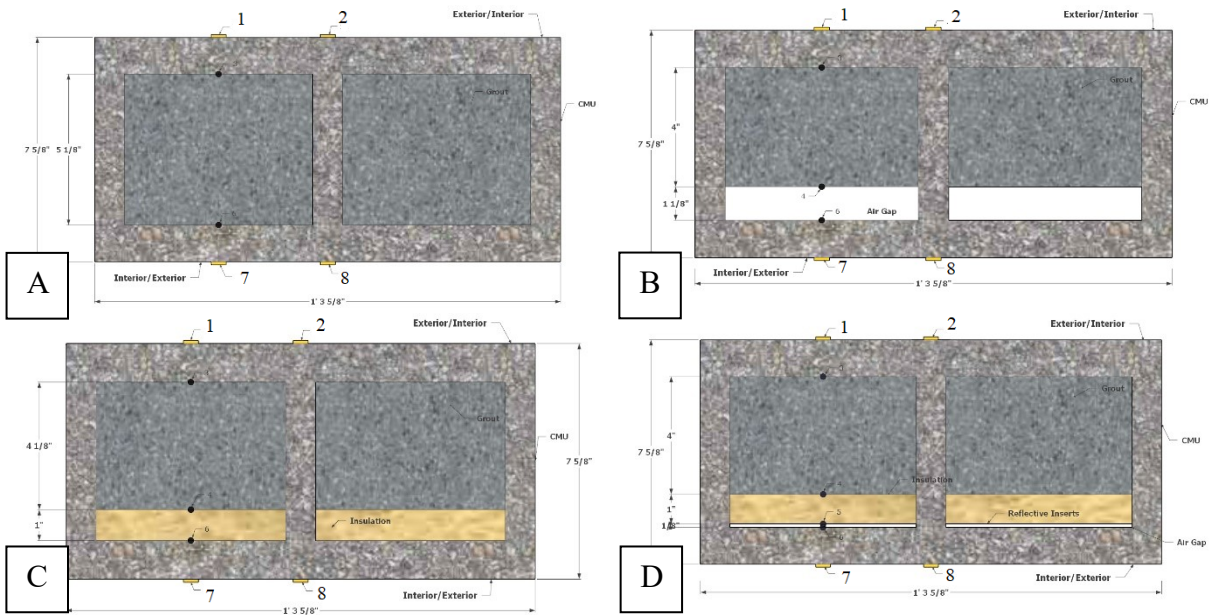 1
2
Exterior/Interior
Grout
CMU
7 5/8"
5 1/8"
Interior/Exterior
7
8
1' 3 5/8"
A
1
2
Exterior/Interior
Grout
CMU
4"
7 5/8"
4
1 1/8"
6
Air Gap
Interior/Exterior
7
8
1' 3 5/8"
B
1
2
Exterior/Interior
Grout
CMU
4 1/8"
7 5/8"
1"
6
Insulation
7
8
Interior/Exterior
C
1
2
Exterior/Interior
Grout
CMU
4"
7 5/8"
Insulation
1"
5
Reflective Inserts
1/8"
Air Gap
7
8
Interior/Exterior
1' 3 5/8"
D